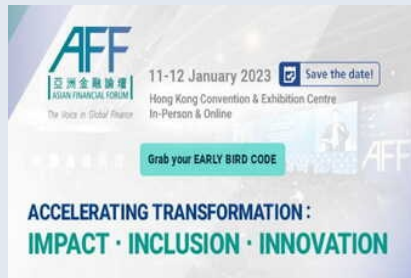 AFF
亞洲金融論壇
ASIAN FINANCIAL FORUM
The Voice in Global Finance
11-12 January 2023
Save the date!
Hong Kong Convention & Exhibition Centre
In-Person & Online
Grab your EARLY BIRD CODE
AFF
ACCELERATING TRANSFORMATION :
IMPACT · INCLUSION · INNOVATION